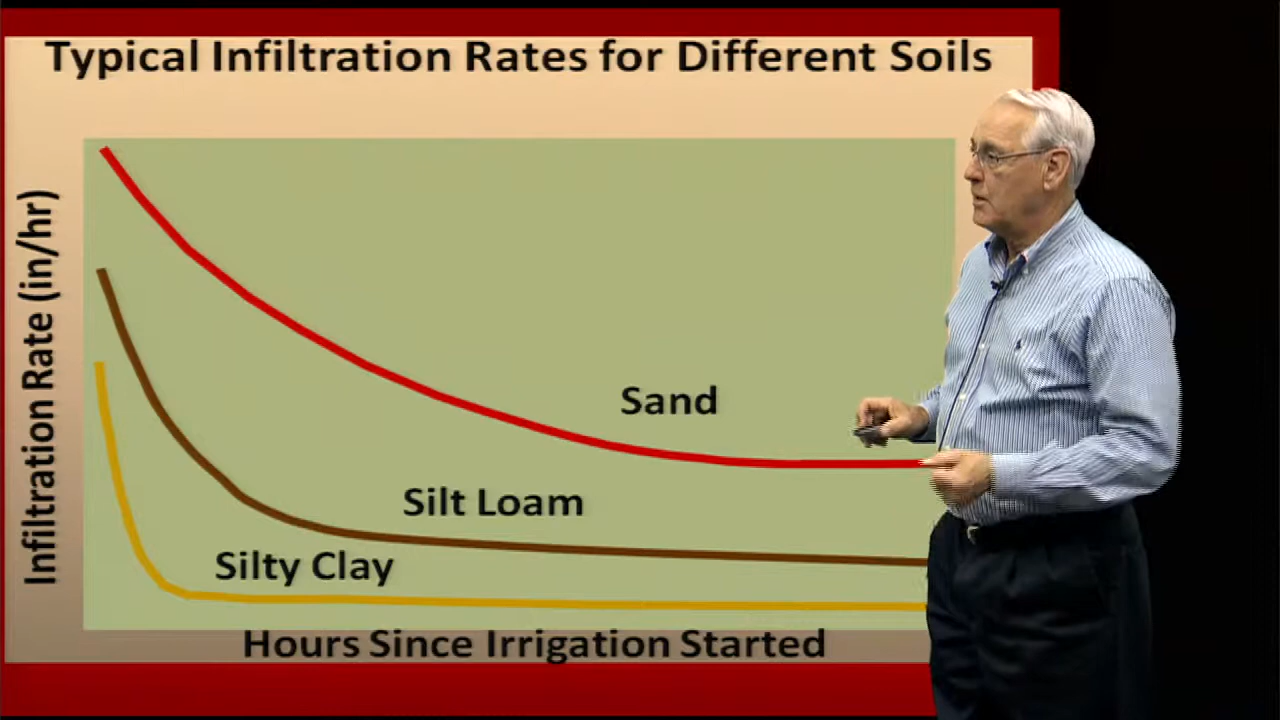 Typical Infiltration Rates for Different Soils
Infiltration Rate (in/hr)
Sand
Silt Loam
Silty Clay
Hours Since Irrigation Started